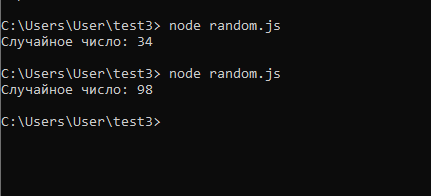 C:\Users\User\test3> node random.js
Случайное число: 34
C:\Users\User\test3> node random.js
Случайное число: 98
C:\Users\User\test3>